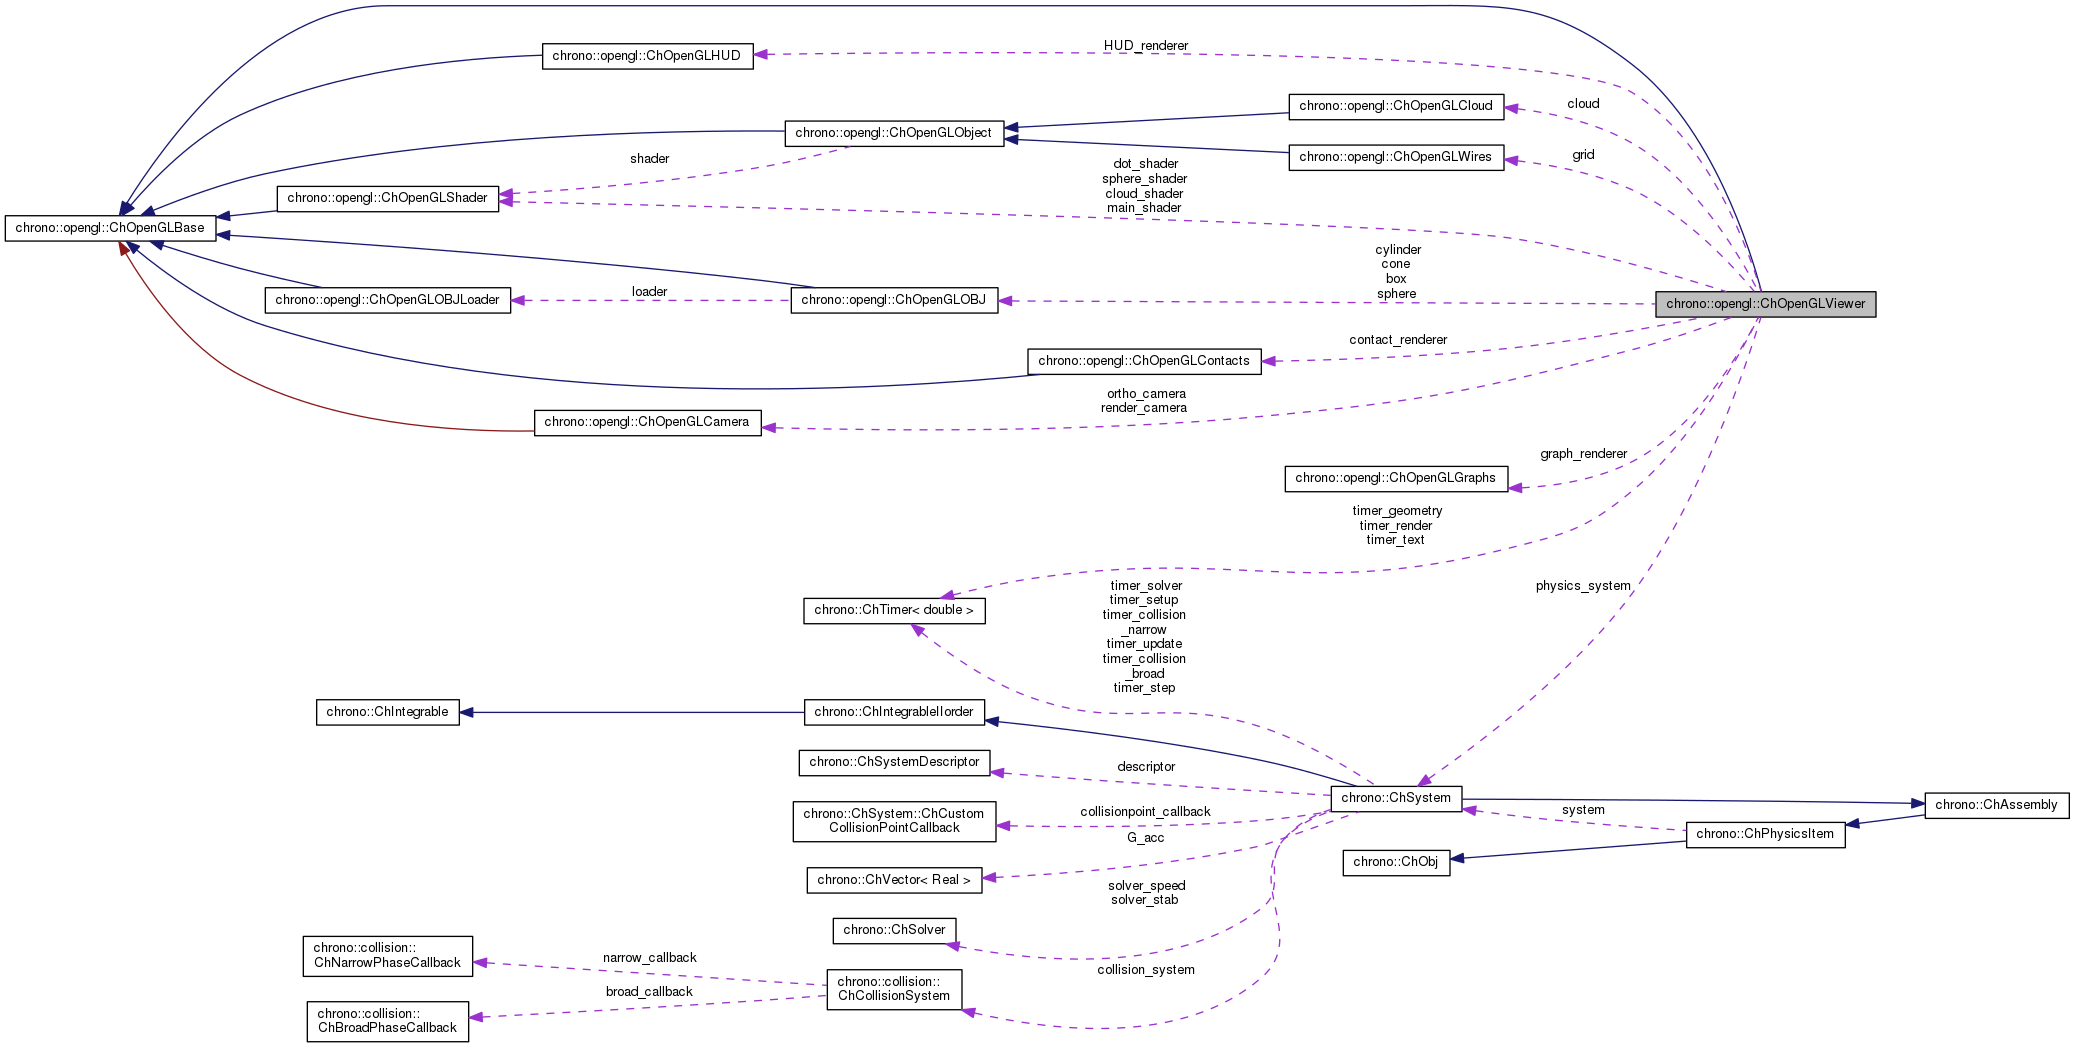 HUD_renderer
chrono::opengl::ChOpenGLHUD
cloud
chrono::opengl::ChOpenGLCloud
chrono::opengl::ChOpenGLObject
grid
chrono::opengl::ChOpenGLWires
shader
dot_shader
sphere_shader
cloud_shader
main_shader
chrono::opengl::ChOpenGLShader
chrono::opengl::ChOpenGLBase
cylinder
cone
box
sphere
chrono::opengl::ChOpenGLOBJLoader
loader
chrono::opengl::ChOpenGLOBJ
chrono::opengl::ChOpenGLViewer
contact_renderer
chrono::opengl::ChOpenGLContacts
ortho_camera
render_camera
chrono::opengl::ChOpenGLCamera
graph_renderer
chrono::opengl::ChOpenGLGraphs
timer_geometry
timer_render
timer_text
physics_system
chrono::ChTimer< double >
timer_solver
timer_setup
timer_collision
_narrow
timer_update
timer_collision
_broad
timer_step
chrono::ChIntegrable
chrono::ChIntegrableIIorder
chrono::ChSystemDescriptor
descriptor
chrono::ChSystem
chrono::ChAssembly
system
chrono::ChPhysicsItem
chrono::ChSystem::ChCustom
CollisionPointCallback
collisionpoint_callback
G_acc
chrono::ChObj
chrono::ChVector< Real >
solver_speed
solver_stab
chrono::ChSolver
chrono::collision::
ChNarrowPhaseCallback
narrow_callback
collision_system
chrono::collision::
ChCollisionSystem
broad_callback
chrono::collision::
ChBroadPhaseCallback